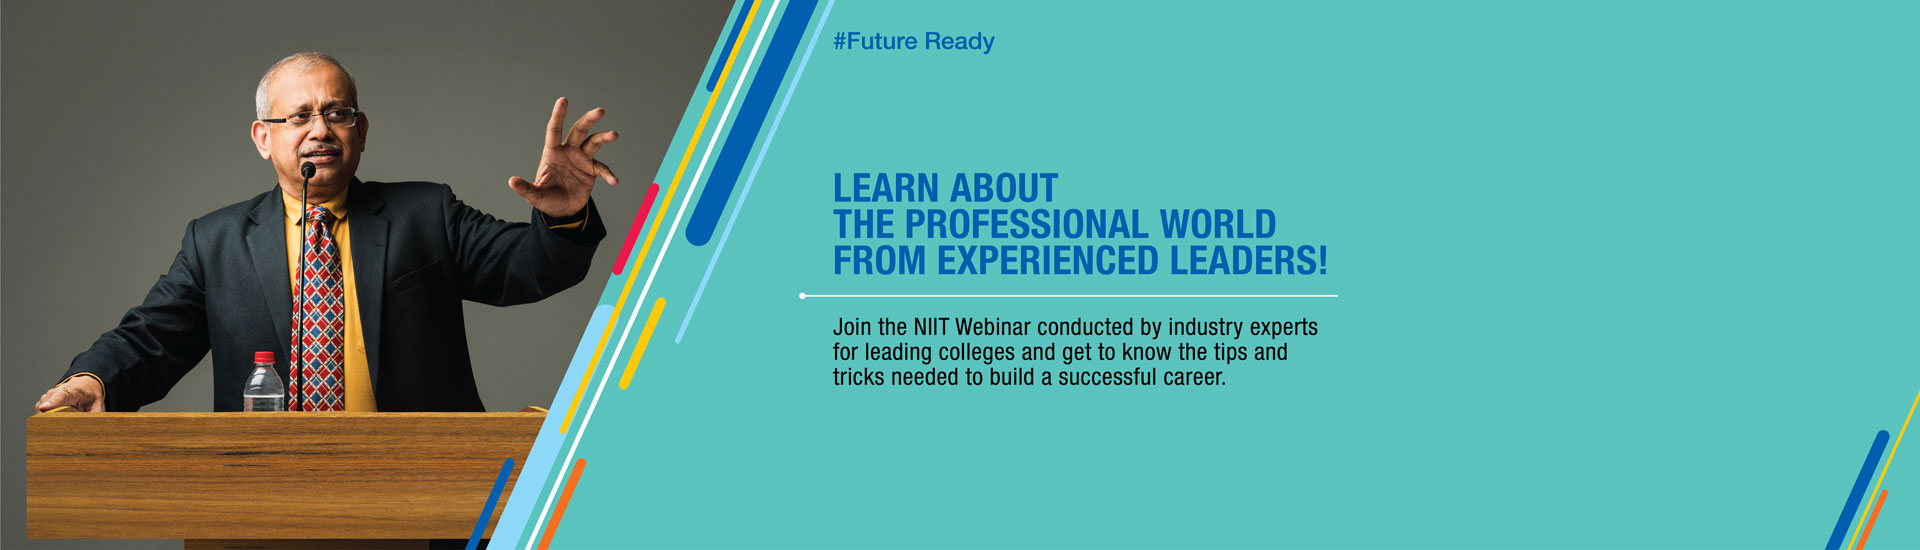 #Future Ready
LEARN ABOUT
THE PROFESSIONAL WORLD
FROM EXPERIENCED LEADERS!
Join the NIIT Webinar conducted by industry experts
for leading colleges and get to know the tips and
tricks needed to build a successful career.